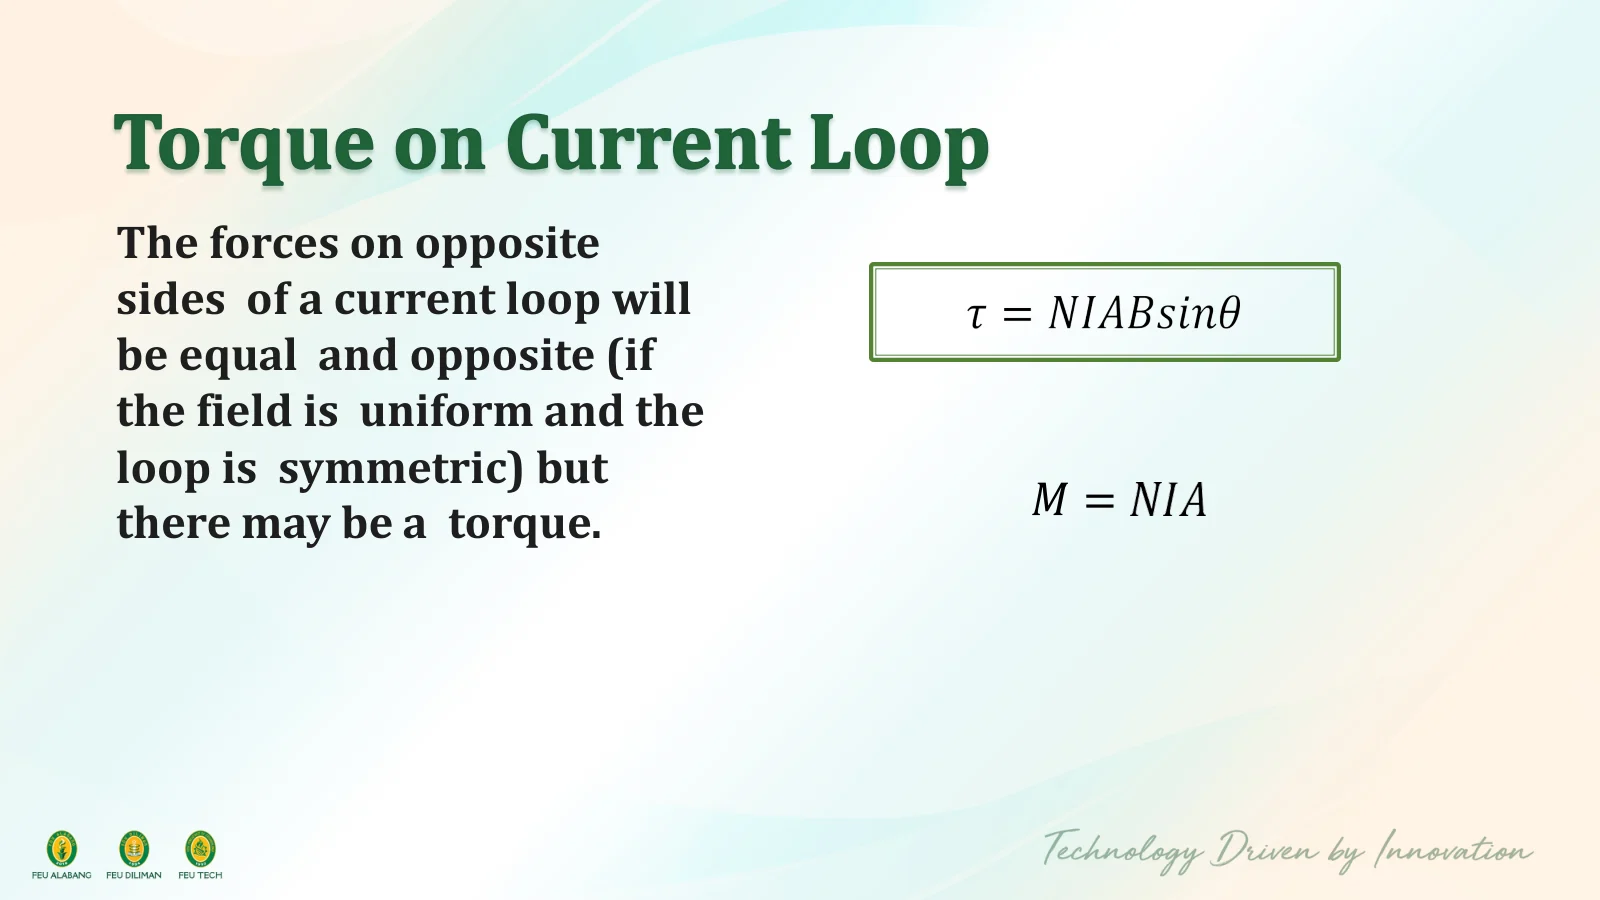 Torque on Current Loop
The forces on opposite
sides  of a current loop will
be equal  and opposite (if
the field is  uniform and the
loop is  symmetric) but
there may be a  torque.
τ = NIABsinθ
M = NIA
FEU ALABANG
FEU DILIMAN
FEU TECH
Technology Driven by Innovation